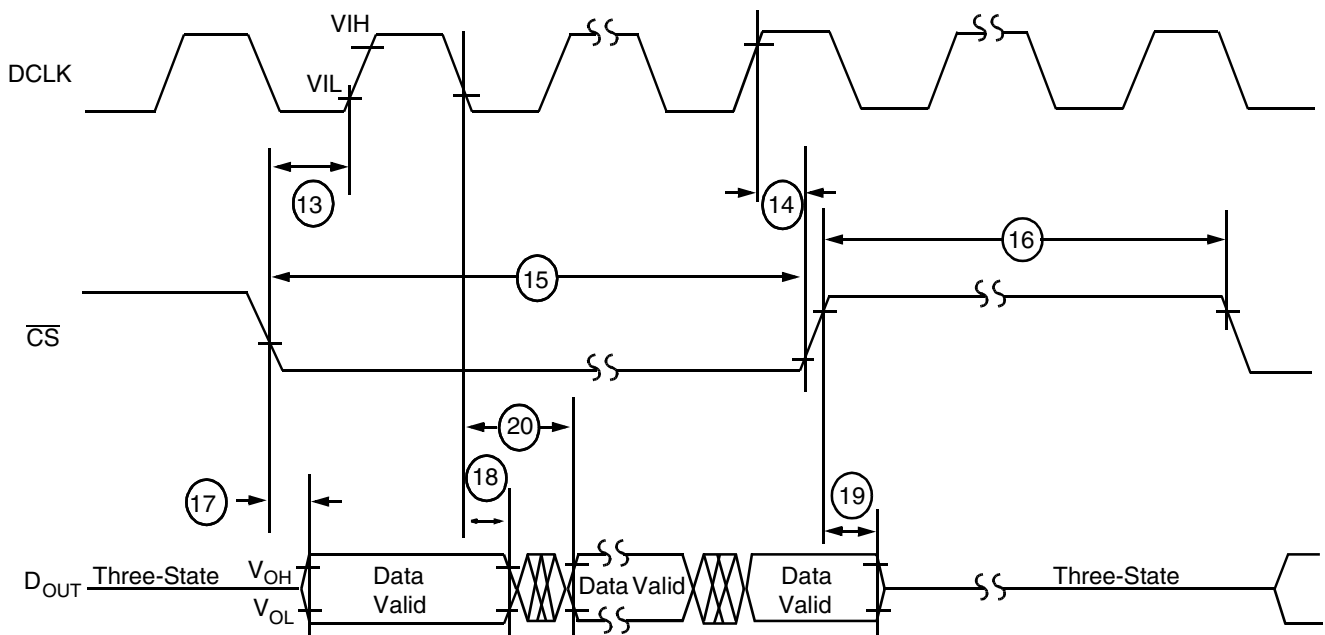 VIH
DCLK
VIL
13
14
16
15
CS
20
18
17
19
DOUT
Three-State
VOH
VOL
Data
Valid
Data Valid
Data
Valid
Three-State